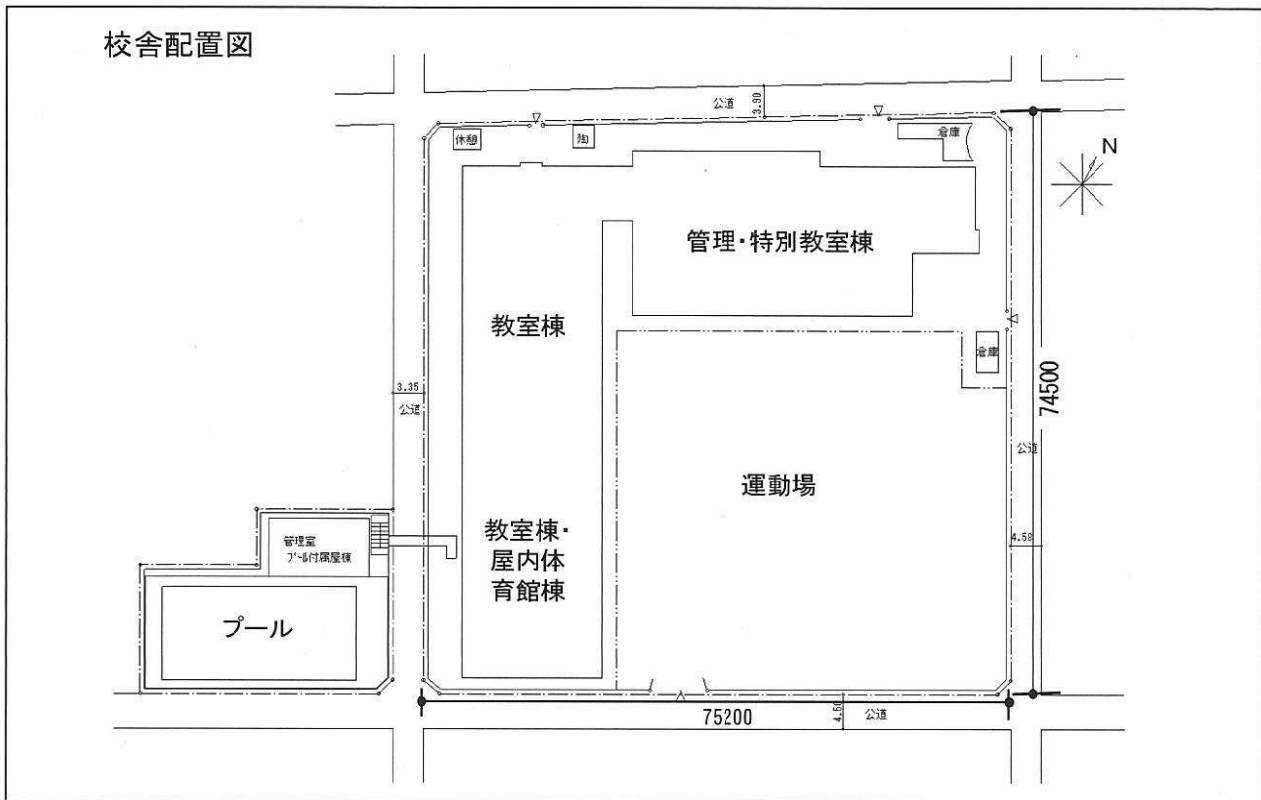 校舎配置図
公道
3.90
休憩
陶
倉庫
N
管理・特別教室棟
教室棟
倉庫
3.35
公道
74500
公道
運動場
教室棟・
屋内体
育館棟
4.58
管理室
プール付属屋棟
プール
75200
公道